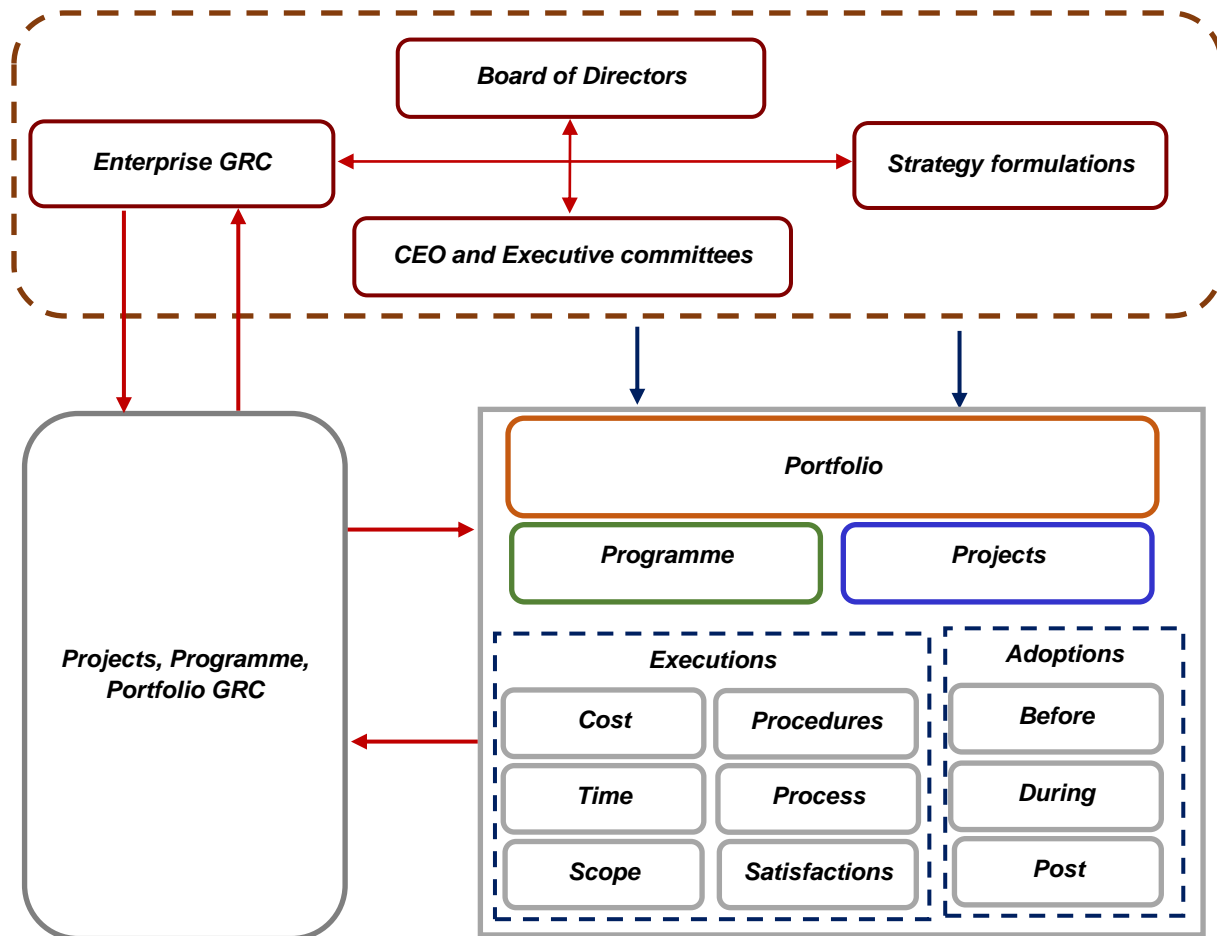 Board of Directors
Enterprise GRC
Strategy formulations
CEO and Executive committees
Portfolio
Programme
Projects
Projects, Programme,
Portfolio GRC
Executions
Adoptions
Cost
Procedures
Before
Time
Process
During
Scope
Satisfactions
Post